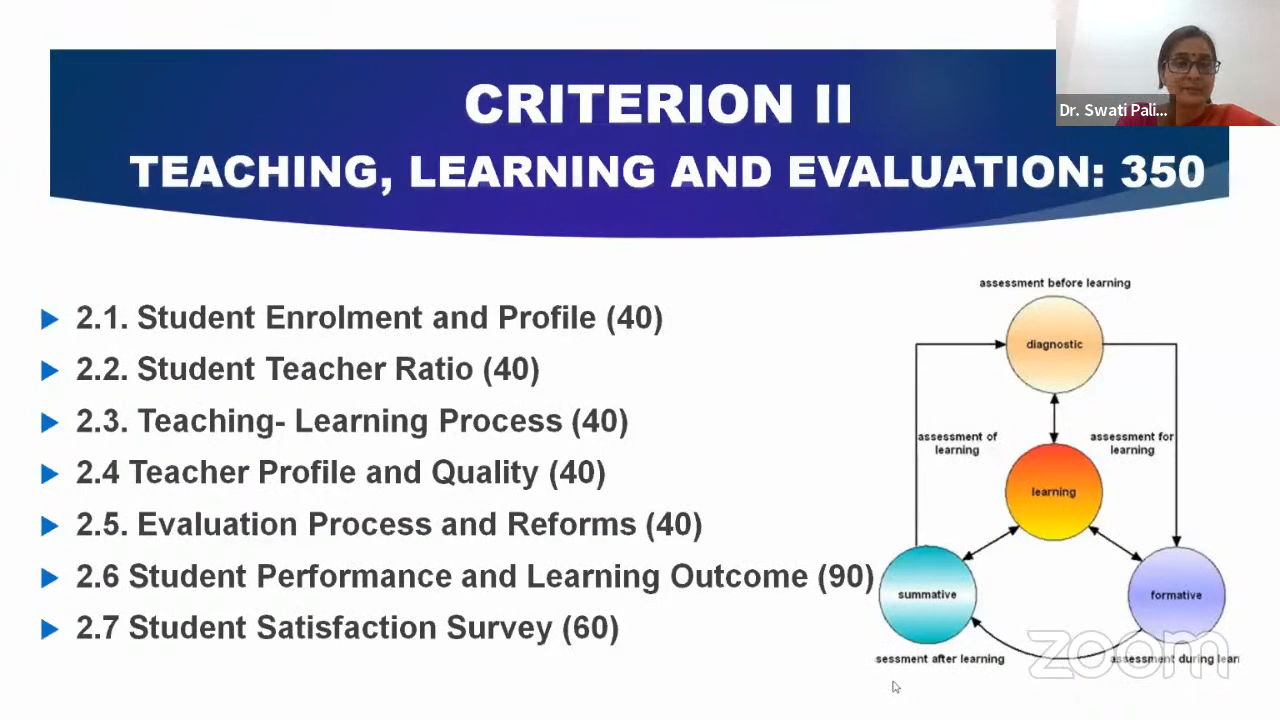 CRITERION II
TEACHING, LEARNING AND EVALUATION: 350
Dr. Swati Pali...
2.1. Student Enrolment and Profile (40)
2.2. Student Teacher Ratio (40)
2.3. Teaching- Learning Process (40)
2.4 Teacher Profile and Quality (40)
2.5. Evaluation Process and Reforms (40)
2.6 Student Performance and Learning Outcome (90)
2.7 Student Satisfaction Survey (60)
assessment before learning
diagnostic
assessment of
learning
assessment for
learning
learning
summative
formative
sessment after learning
assessment during lear
zoom